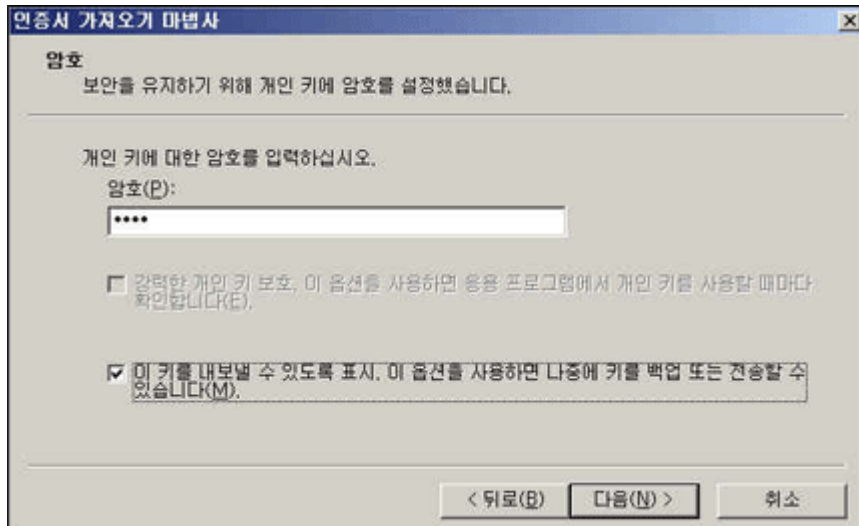 인증서 가져오기 마법사
암호
보안을 유지하기 위해 개인 키에 암호를 설정했습니다.
개인 키에 대한 암호를 입력하십시오.
암호(P):
••••
강력한 개인 키 보호. 이 옵션을 사용하면 응용 프로그램에서 개인 키를 사용할 때마다
확인합니다(E).
이 키를 내보낼 수 있도록 표시. 이 옵션을 사용하면 나중에 키를 백업 또는 전송할 수
있습니다(M).
< 뒤로(B) 다음(N) > 취소